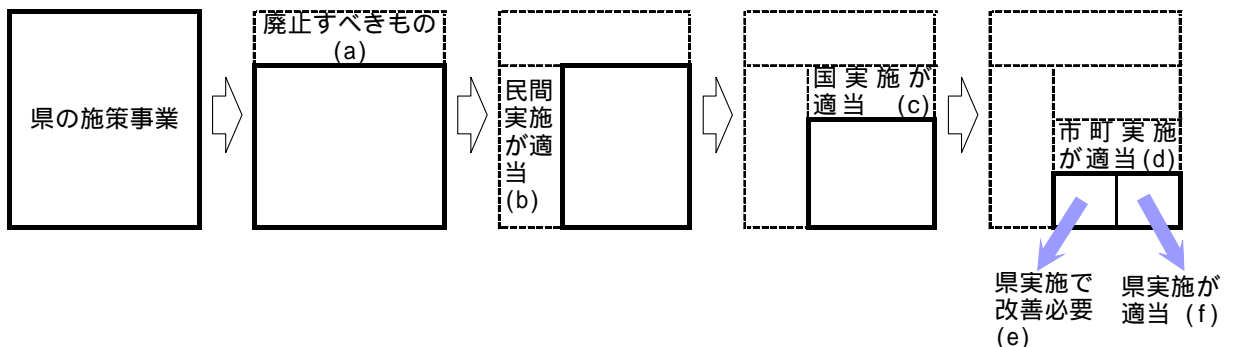 県の施策事業
廃止すべきもの
(a)
民間
実施
が適
当
(b)
国実施が
適当 (c)
市町実施
が適当(d)
県実施で
改善必要
(e)
県実施が
適当 (f)